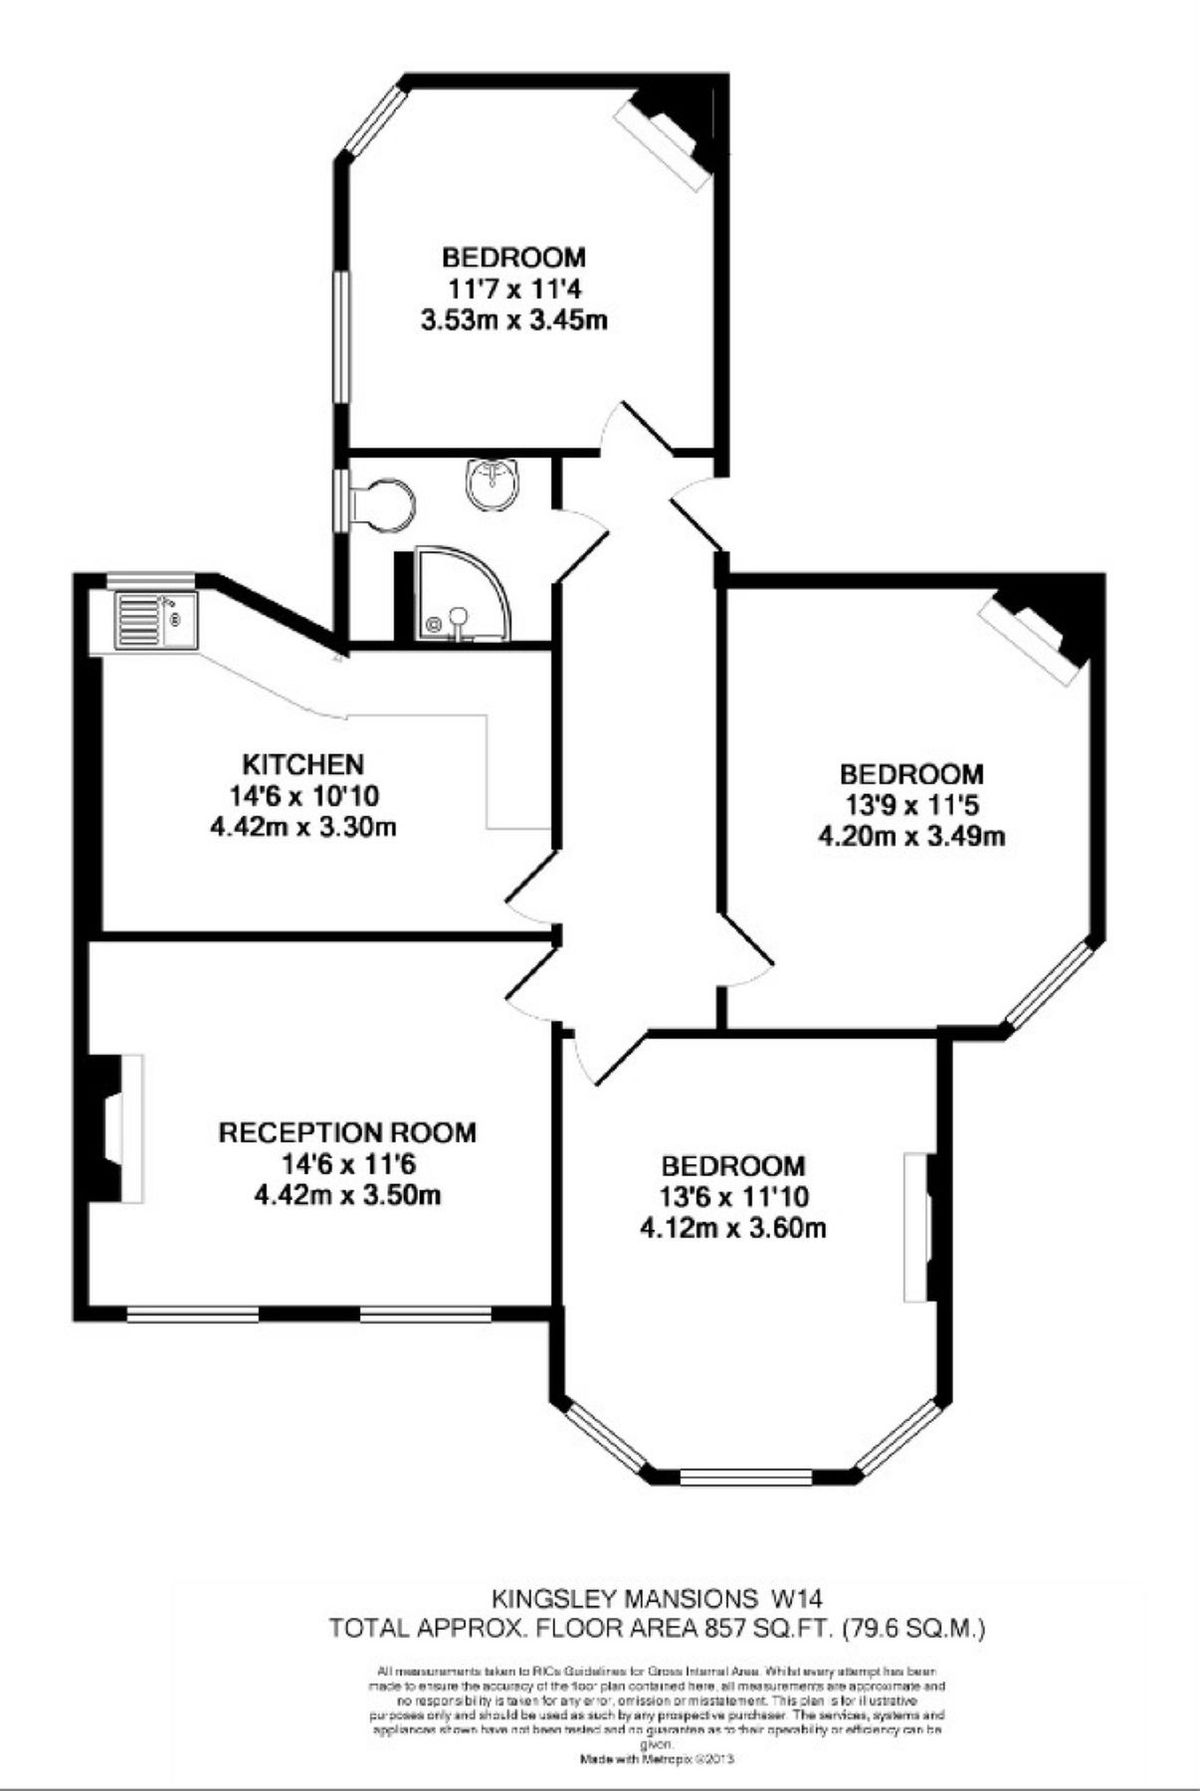 BEDROOM
11'7 x 11'4
3.53m x 3.45m
KITCHEN
14'6 x 10'10
4.42m x 3.30m
BEDROOM
13'9 x 11'5
4.20m x 3.49m
RECEPTION ROOM
14'6 x 11'6
4.42m x 3.50m
BEDROOM
13'6 x 11'10
4.12m x 3.60m
KINGSLEY MANSIONS W14
TOTAL APPROX. FLOOR AREA 857 SQ.FT. (79.6 SQ.M.)
All measurements taken to RICs Guidelines for Gross Internal Area. Whilst every attempt has been
made to ensure the accuracy of the floor plan contained here, all measurements are approximate and
no responsibility is taken for any error, omission or misstatement. This plan is for illustrative
purposes only and should be used as such by any prospective purchaser. The services, systems and
appliances shown have not been tested and no guarantee as to their operability or efficiency can be
given.
Made with Metropix ©2013